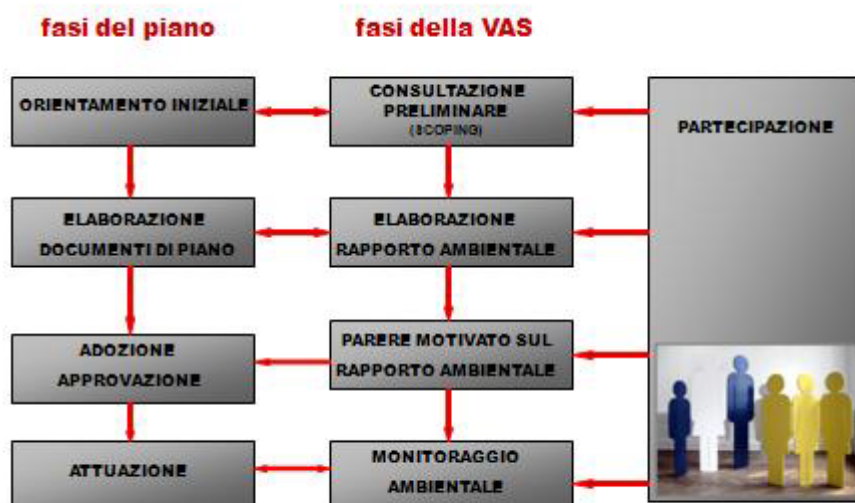 fasi del piano
fasi della VAS
ORIENTAMENTO INIZIALE
CONSULTAZIONE
PRELIMINARE
(SCOPING)
PARTECIPAZIONE
ELABORAZIONE
DOCUMENTI DI PIANO
ELABORAZIONE
RAPPORTO AMBIENTALE
ADOZIONE
APPROVAZIONE
PARERE MOTIVATO SUL
RAPPORTO AMBIENTALE
ATTUAZIONE
MONITORAGGIO
AMBIENTALE